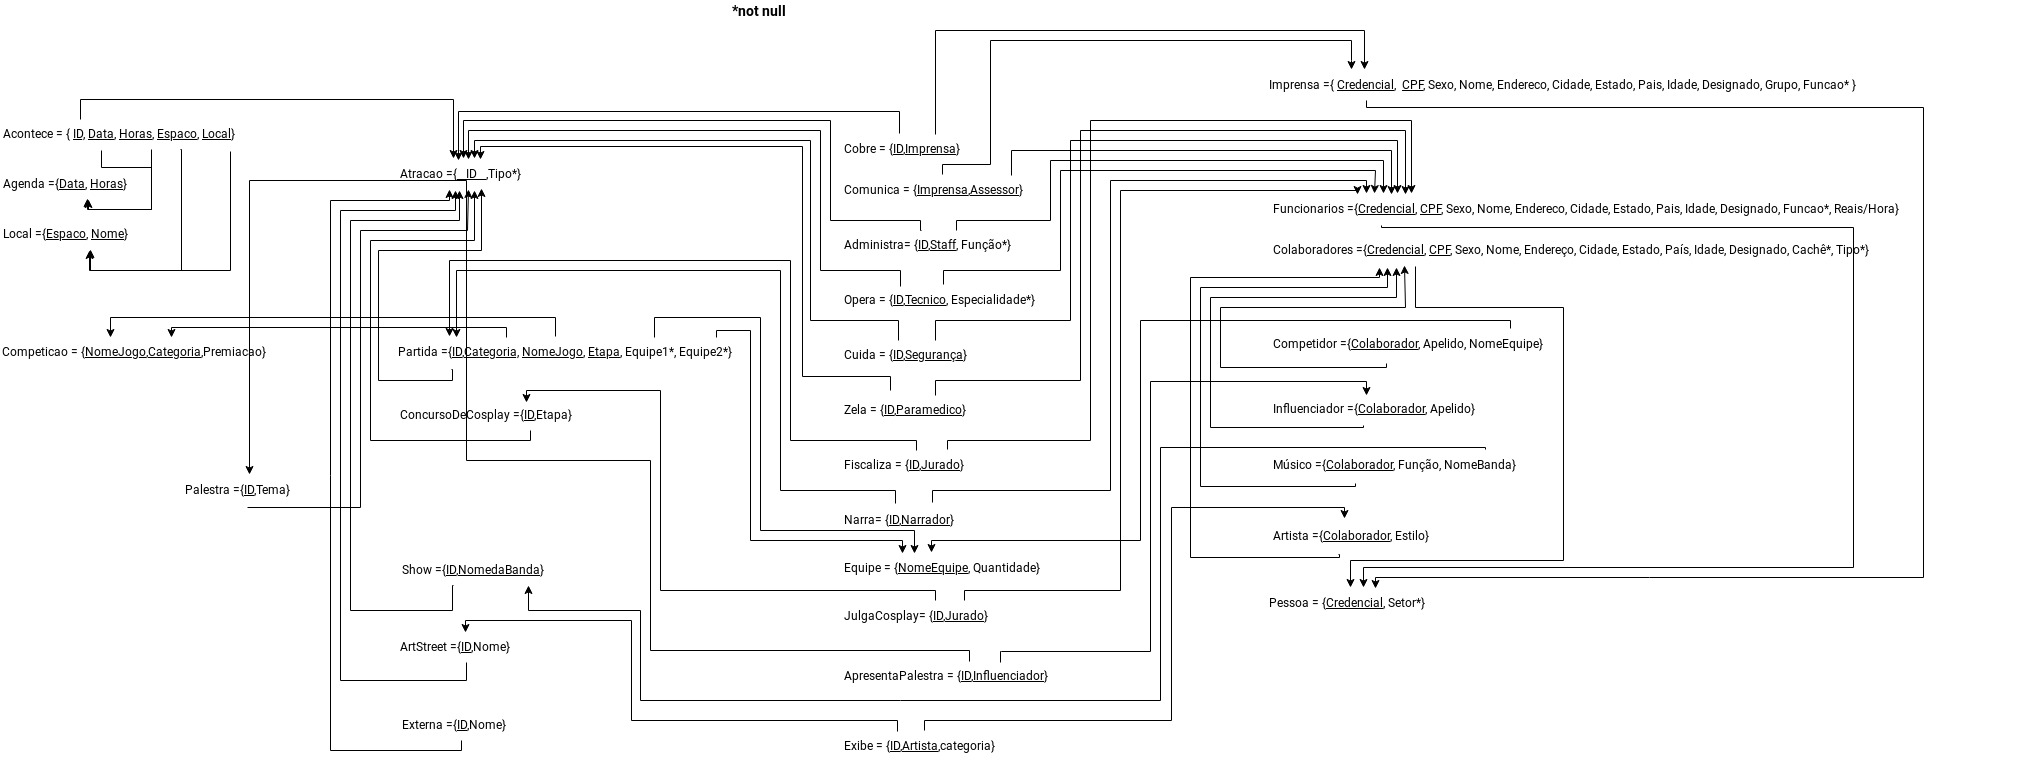 *not null
Imprensa ={ Credencial, CPF, Sexo, Nome, Endereco, Cidade, Estado, Pais, Idade, Designado, Grupo, Funcao* }
Acontece = { ID, Data, Horas, Espaco, Local}
Cobre = {ID,Imprensa}
Atracao ={ ID ,Tipo*}
Agenda ={Data, Horas}
Comunica = {Imprensa,Assessor}
Funcionarios ={Credencial, CPF, Sexo, Nome, Endereco, Cidade, Estado, Pais, Idade, Designado, Funcao*, Reais/Hora}
Local ={Espaco, Nome}
Administra= {ID,Staff, Função*}
Colaboradores ={Credencial, CPF, Sexo, Nome, Endereço, Cidade, Estado, País, Idade, Designado, Cachê*, Tipo*}
Opera = {ID,Tecnico, Especialidade*}
Competicao = {NomeJogo,Categoria,Premiacao}
Partida ={ID,Categoria, NomeJogo, Etapa, Equipe1*, Equipe2*}
Cuida = {ID,Segurança}
Competidor ={Colaborador, Apelido, NomeEquipe}
ConcursoDeCosplay ={ID,Etapa}
Zela = {ID,Paramedico}
Influenciador ={Colaborador, Apelido}
Fiscaliza = {ID,Jurado}
Músico ={Colaborador, Função, NomeBanda}
Palestra ={ID,Tema}
Narra= {ID,Narrador}
Artista ={Colaborador, Estilo}
Show ={ID,NomedaBanda}
Equipe = {NomeEquipe, Quantidade}
Pessoa = {Credencial, Setor*}
JulgaCosplay= {ID,Jurado}
ArtStreet ={ID,Nome}
ApresentaPalestra = {ID,Influenciador}
Externa ={ID,Nome}
Exibe = {ID,Artista,categoria}